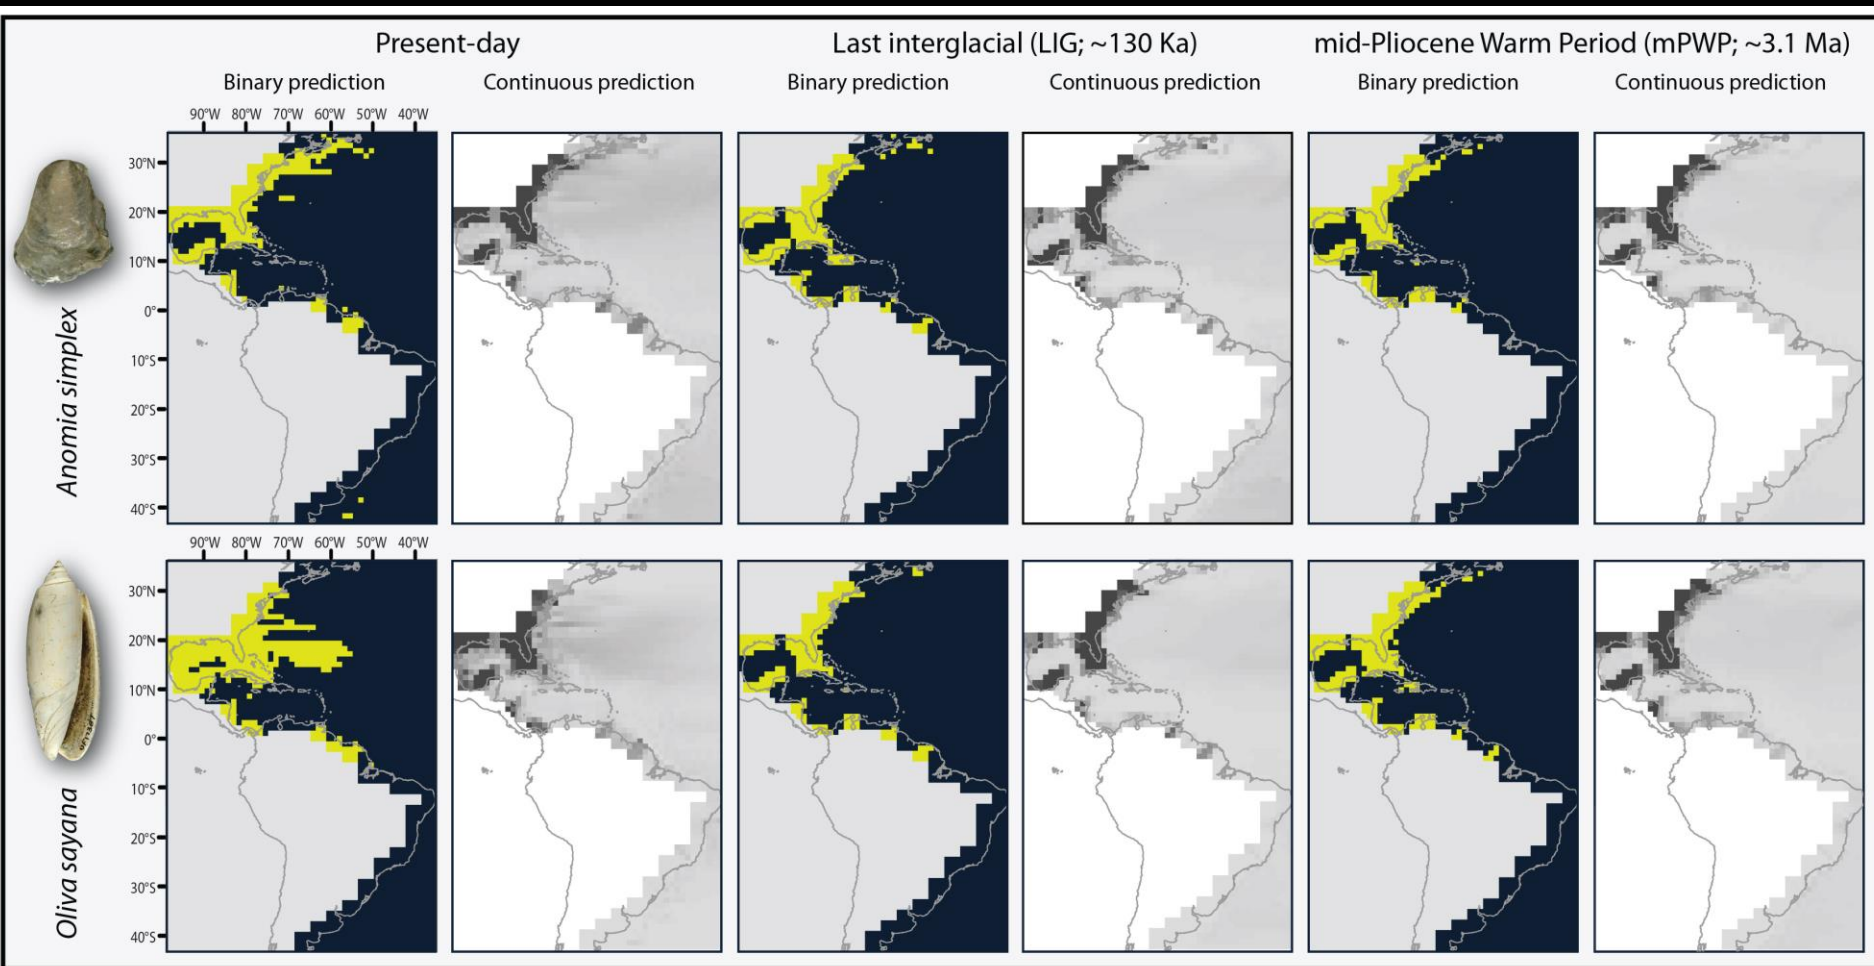 Present-day
Last interglacial (LIG; ~130 Ka)
mid-Pliocene Warm Period (mPWP; ~3.1 Ma)
Binary prediction
Continuous prediction
Binary prediction
Continuous prediction
Binary prediction
Continuous prediction
90°W 80°W 70°W 60°W 50°W 40°W
30°N
20°N
10°N
0°
10°S
20°S
30°S
40°S
Anomia simplex
90°W 80°W 70°W 60°W 50°W 40°W
30°N
20°N
10°N
0°
10°S
20°S
30°S
40°S
Oliva sayana